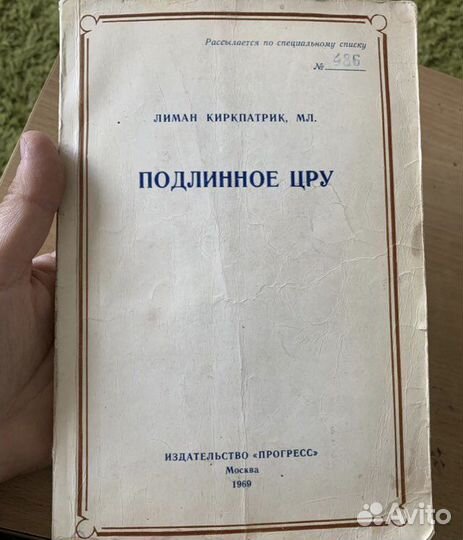 Рассылается по специальному списку
№ 486
ЛИМАН КИРКПАТРИК, МЛ.
ПОДЛИННОЕ ЦРУ
ИЗДАТЕЛЬСТВО «ПРОГРЕСС»
Москва
1969
Avito